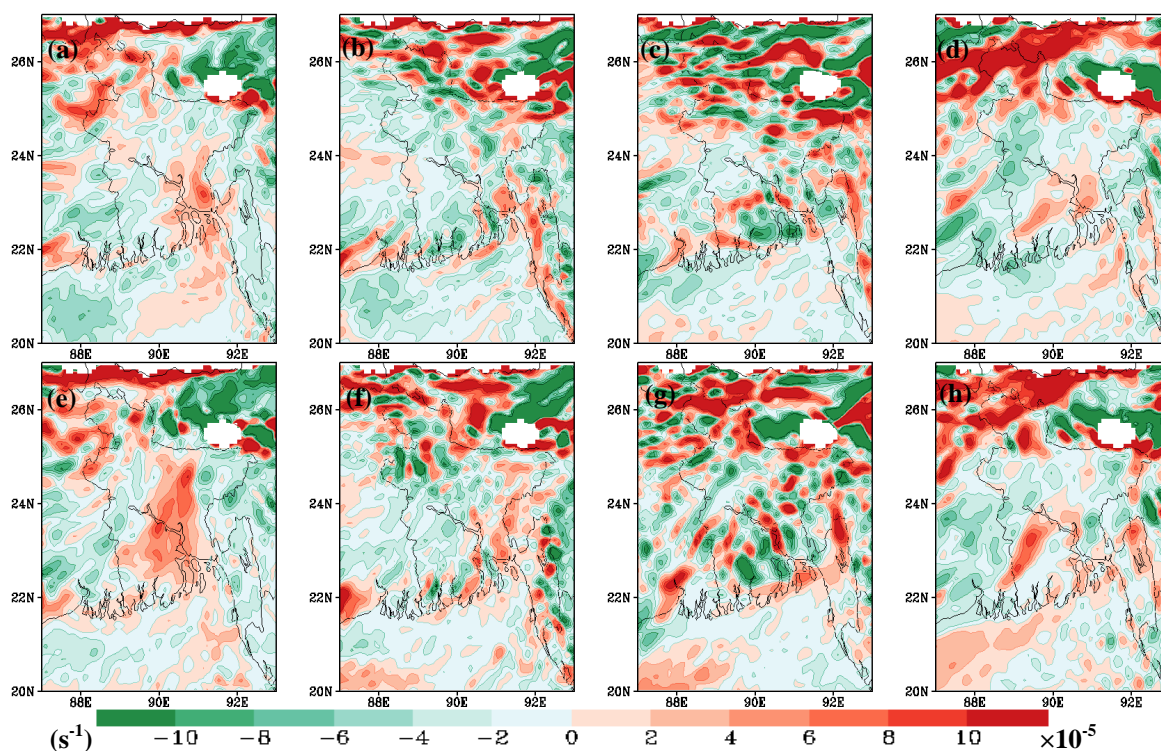 (a) (b) (c) (d)
26N 26N 26N 26N
24N 24N 24N 24N
22N 22N 22N 22N
20N 20N 20N 20N
88E 90E 92E 88E 90E 92E 88E 90E 92E 88E 90E 92E
(e) (f) (g) (h)
26N 26N 26N 26N
24N 24N 24N 24N
22N 22N 22N 22N
20N 20N 20N 20N
88E 90E 92E 88E 90E 92E 88E 90E 92E 88E 90E 92E
(s⁻¹) −10 −8 −6 −4 −2 0 2 4 6 8 10 ×10⁻⁵